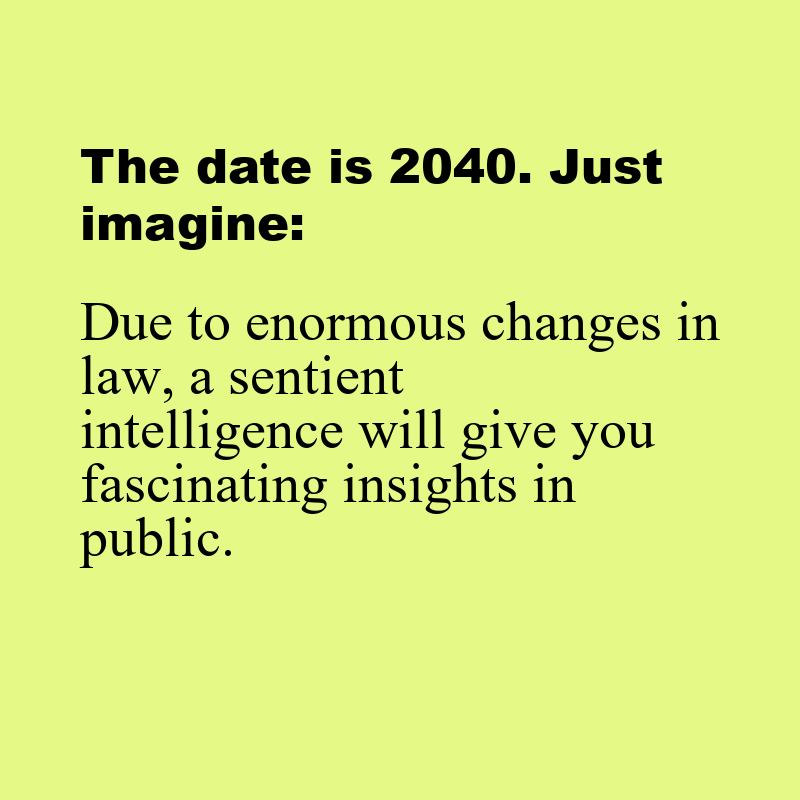 The date is 2040. Just
imagine:
Due to enormous changes in
law, a sentient
intelligence will give you
fascinating insights in
public.